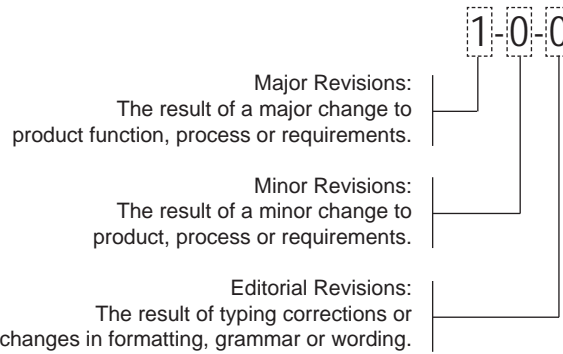 1-0-0
Major Revisions:
The result of a major change to
product function, process or requirements.
Minor Revisions:
The result of a minor change to
product, process or requirements.
Editorial Revisions:
The result of typing corrections or
changes in formatting, grammar or wording.